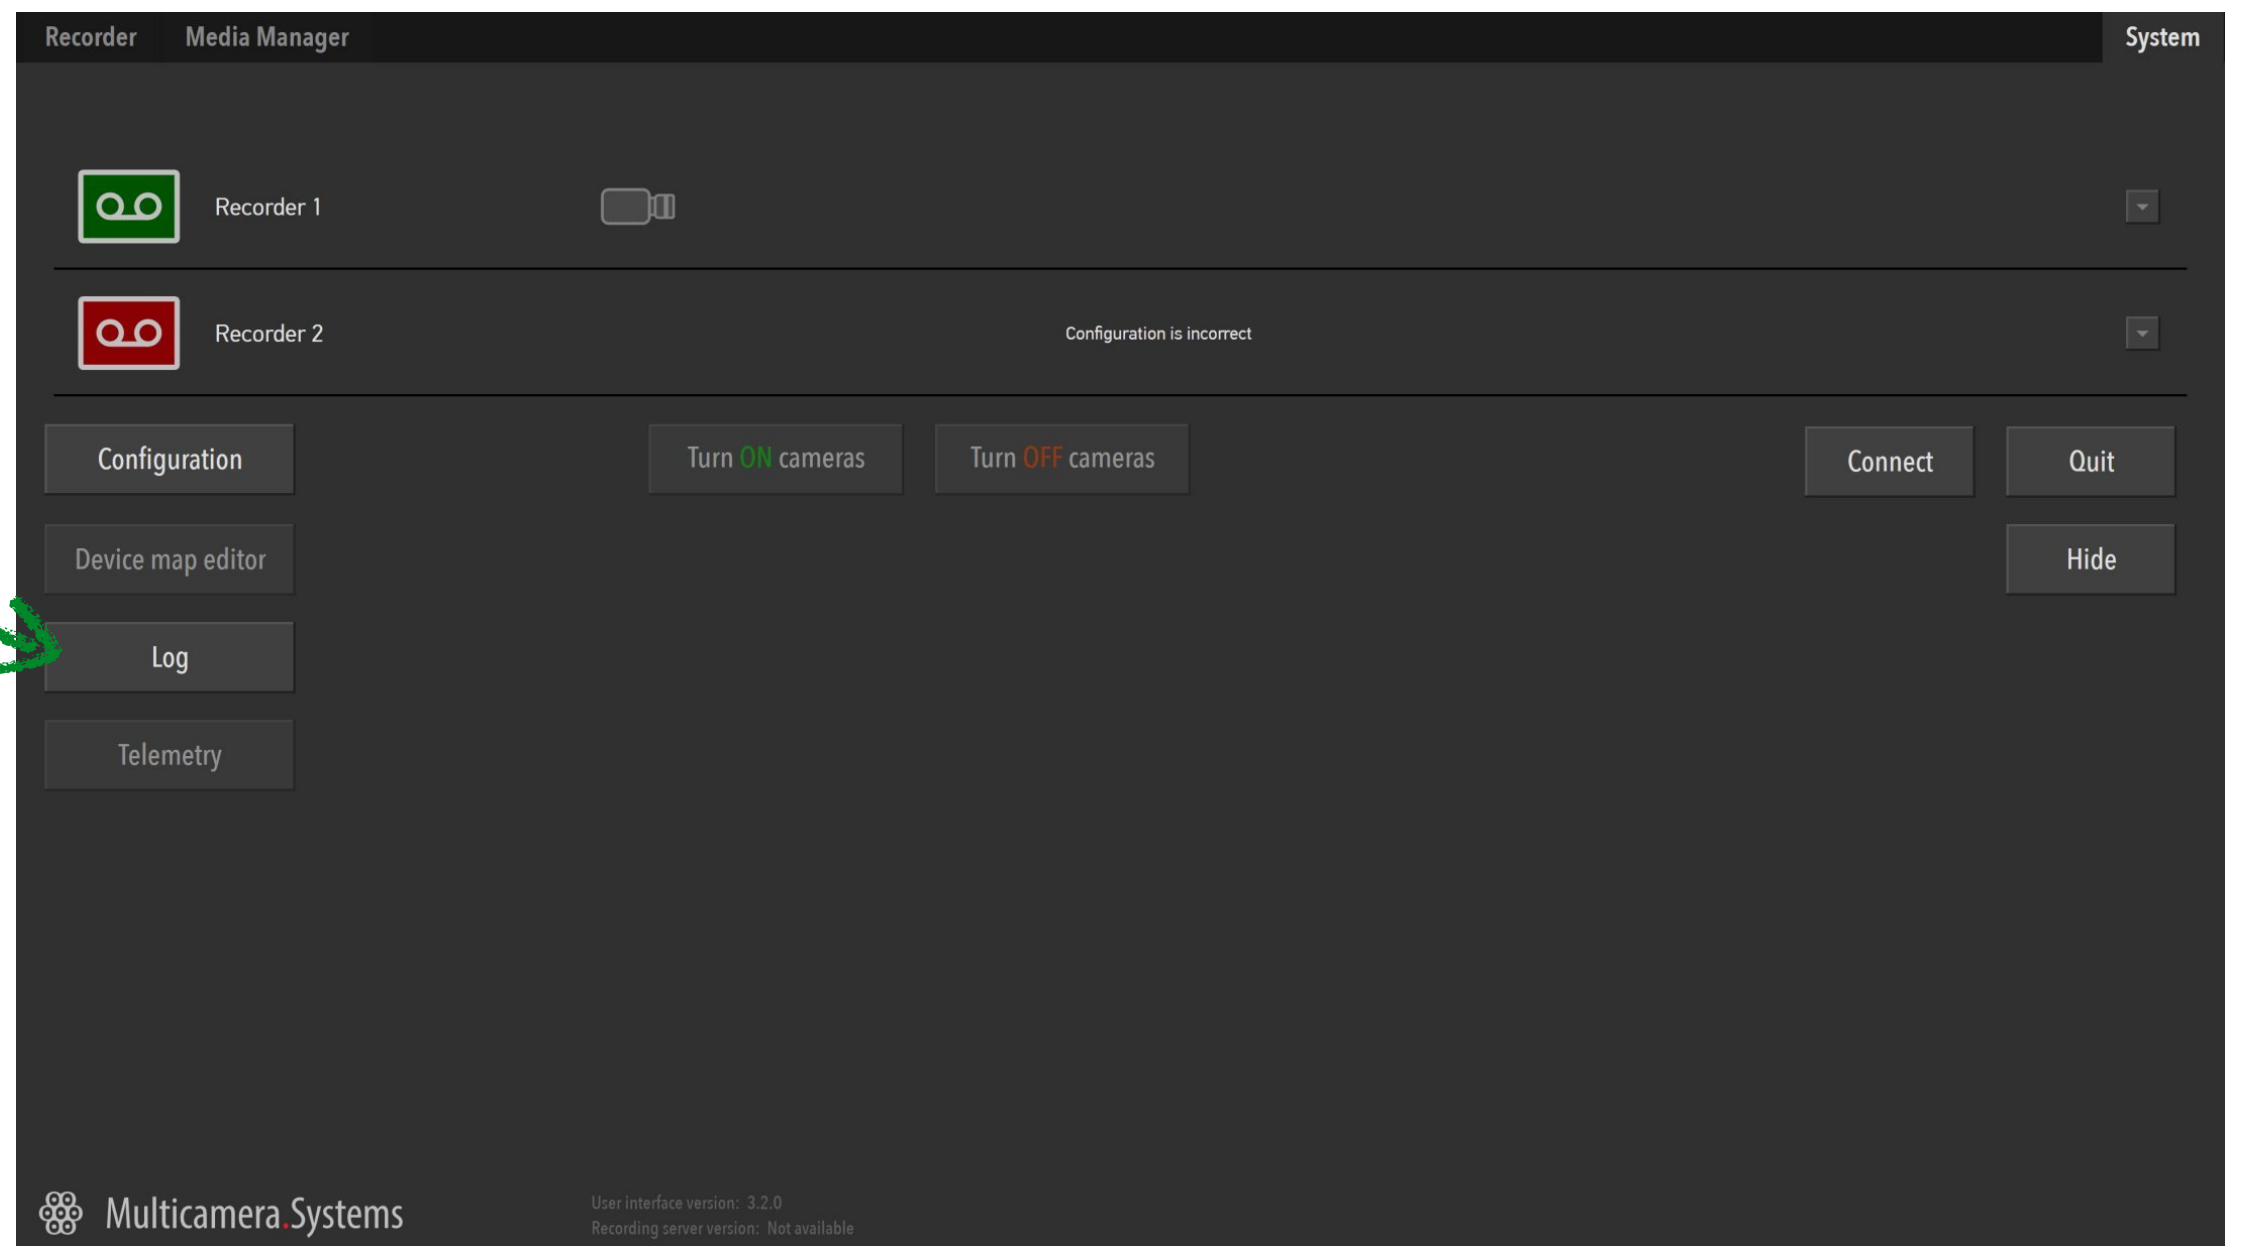 Recorder Media Manager System
Recorder 1
Recorder 2 Configuration is incorrect
Configuration Turn ON cameras Turn OFF cameras Connect Quit
Device map editor Hide
Log
Telemetry
Multicamera.Systems
User interface version: 3.2.0
Recording server version: Not available